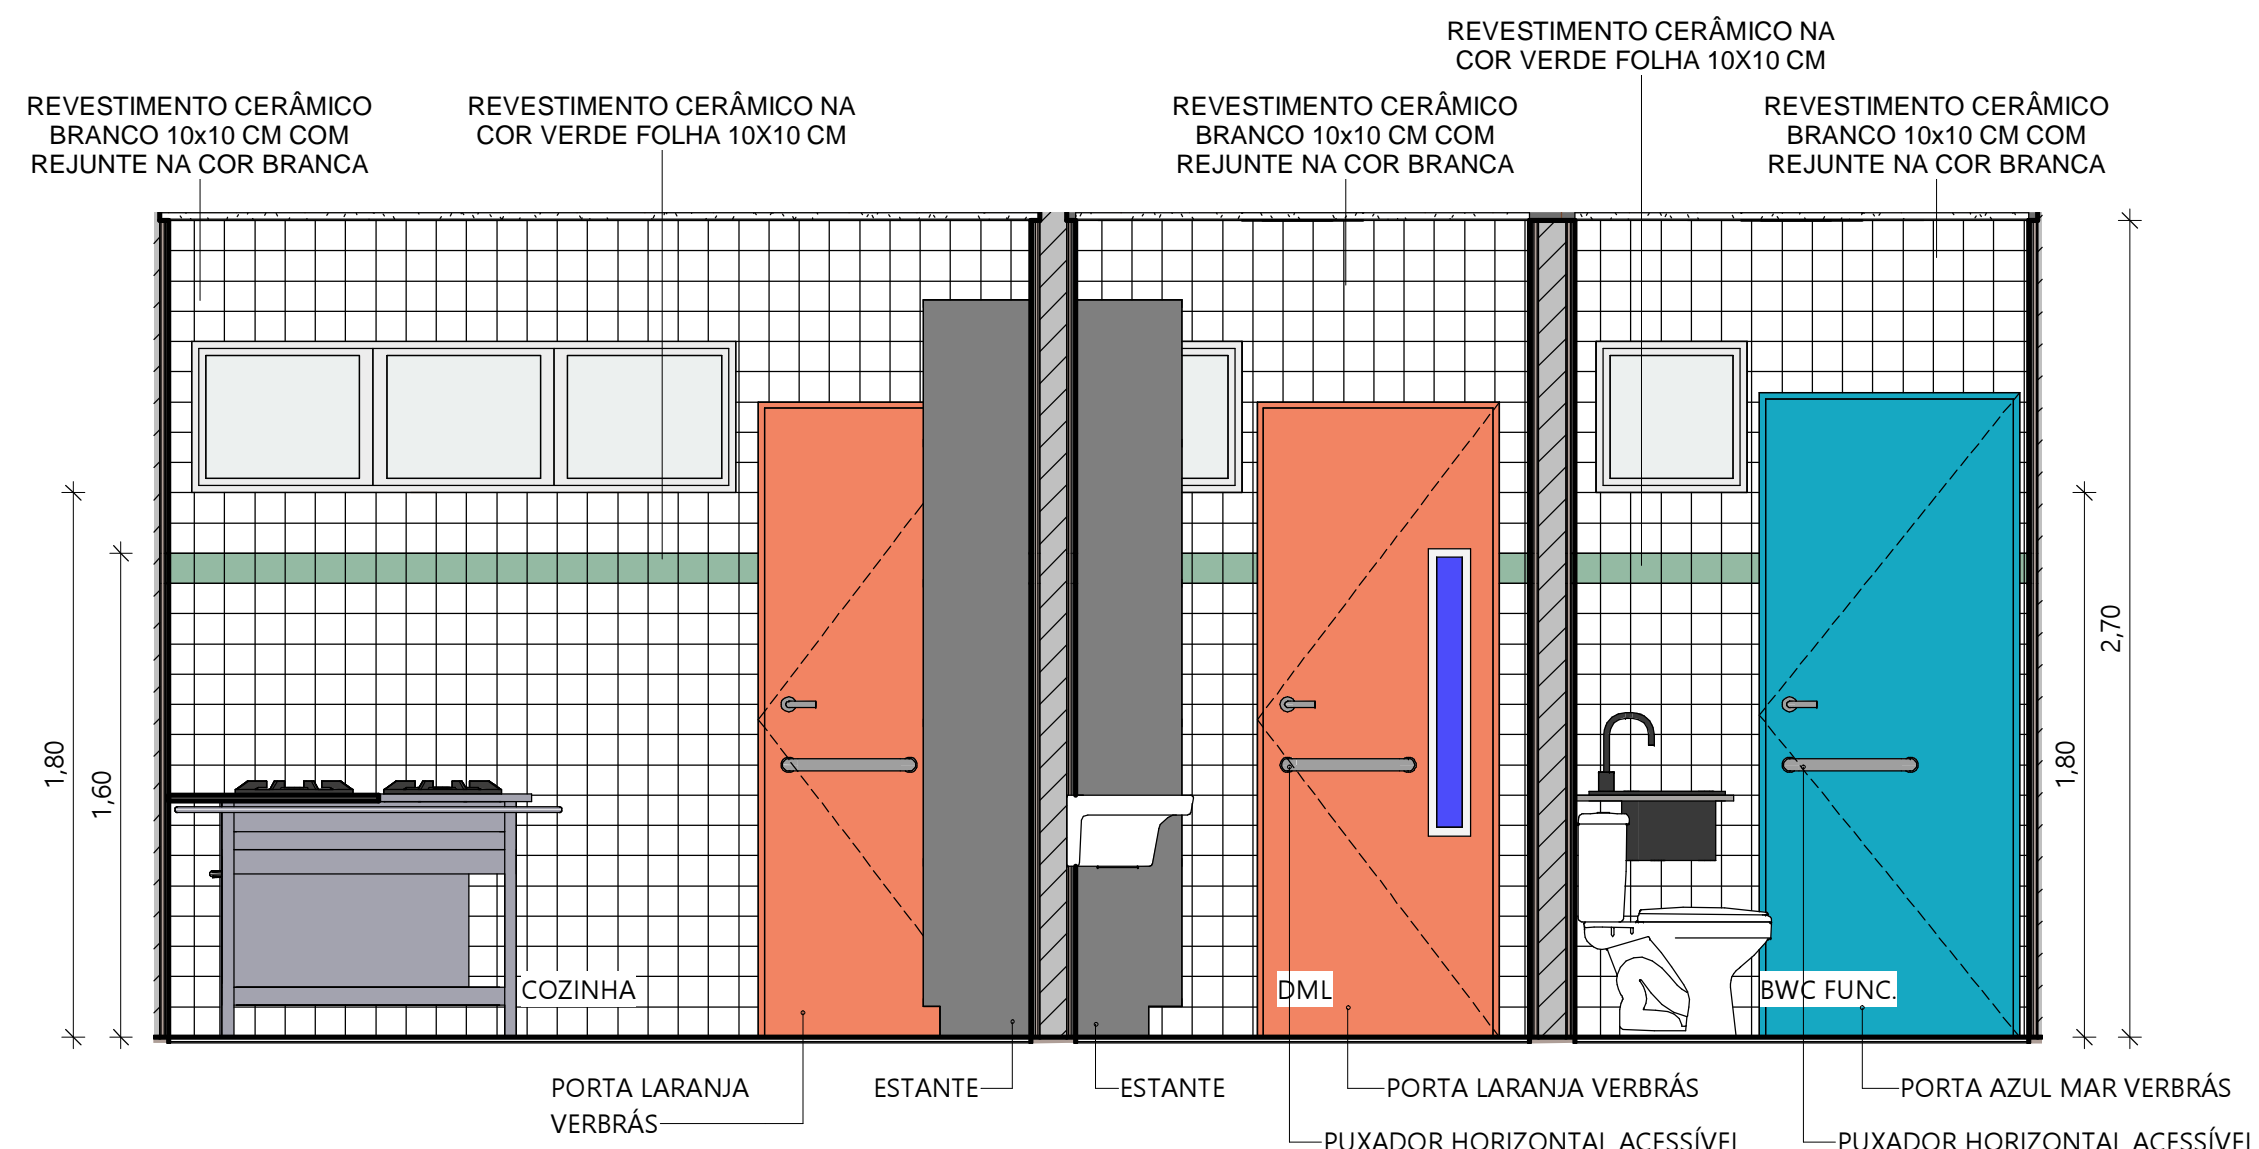 REVESTIMENTO CERÂMICO NA
COR VERDE FOLHA 10X10 CM
REVESTIMENTO CERÂMICO
BRANCO 10x10 CM COM
REJUNTE NA COR BRANCA
REVESTIMENTO CERÂMICO NA
COR VERDE FOLHA 10X10 CM
REVESTIMENTO CERÂMICO
BRANCO 10x10 CM COM
REJUNTE NA COR BRANCA
REVESTIMENTO CERÂMICO
BRANCO 10x10 CM COM
REJUNTE NA COR BRANCA
1,80
1,60
2,70
1,80
COZINHA
DML
BWC FUNC.
PORTA LARANJA
VERBRÁS
ESTANTE
ESTANTE
PORTA LARANJA VERBRÁS
PORTA AZUL MAR VERBRÁS
PUXADOR HORIZONTAL ACESSÍVEL
PUXADOR HORIZONTAL ACESSÍVEL